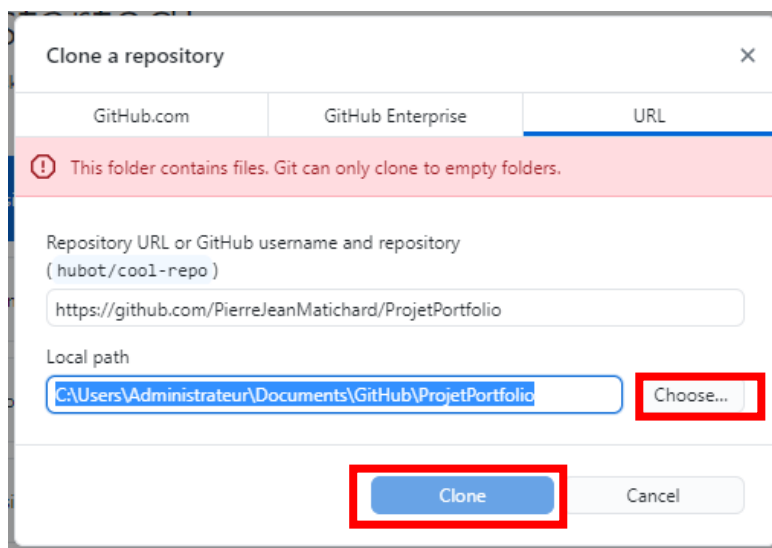 Clone a repository
GitHub.com
GitHub Enterprise
URL
This folder contains files. Git can only clone to empty folders.
Repository URL or GitHub username and repository
(hubot/cool-repo)
https://github.com/PierreJeanMatichard/ProjetPortfolio
Local path
C:\Users\Administrateur\Documents\GitHub\ProjetPortfolio
Choose...
Clone
Cancel